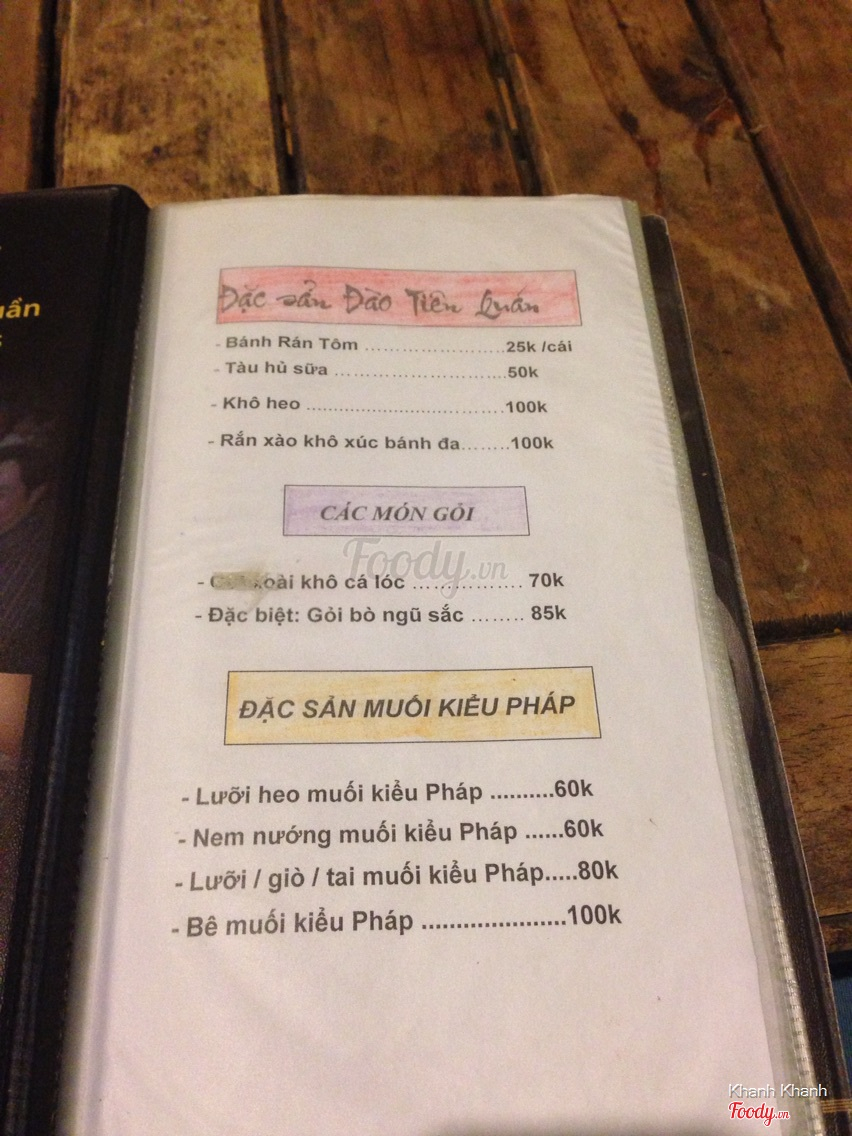 uần
Đặc sản Đào Tiên Quán
- Bánh Rán Tôm ........................25k /cái
- Tàu hủ sữa ..............................50k
- Khô heo ..................................100k
- Rắn xào khô xúc bánh đa........100k
CÁC MÓN GỎI
Foody.vn
- xoài khô cá lóc ................ 70k
- Đặc biệt: Gỏi bò ngũ sắc ........ 85k
ĐẶC SẢN MUỐI KIỂU PHÁP
- Lưỡi heo muối kiểu Pháp ..........60k
- Nem nướng muối kiểu Pháp ......60k
- Lưỡi / giò / tai muối kiểu Pháp.....80k
- Bê muối kiểu Pháp .....................100k
Khanh Khanh
Foody.vn